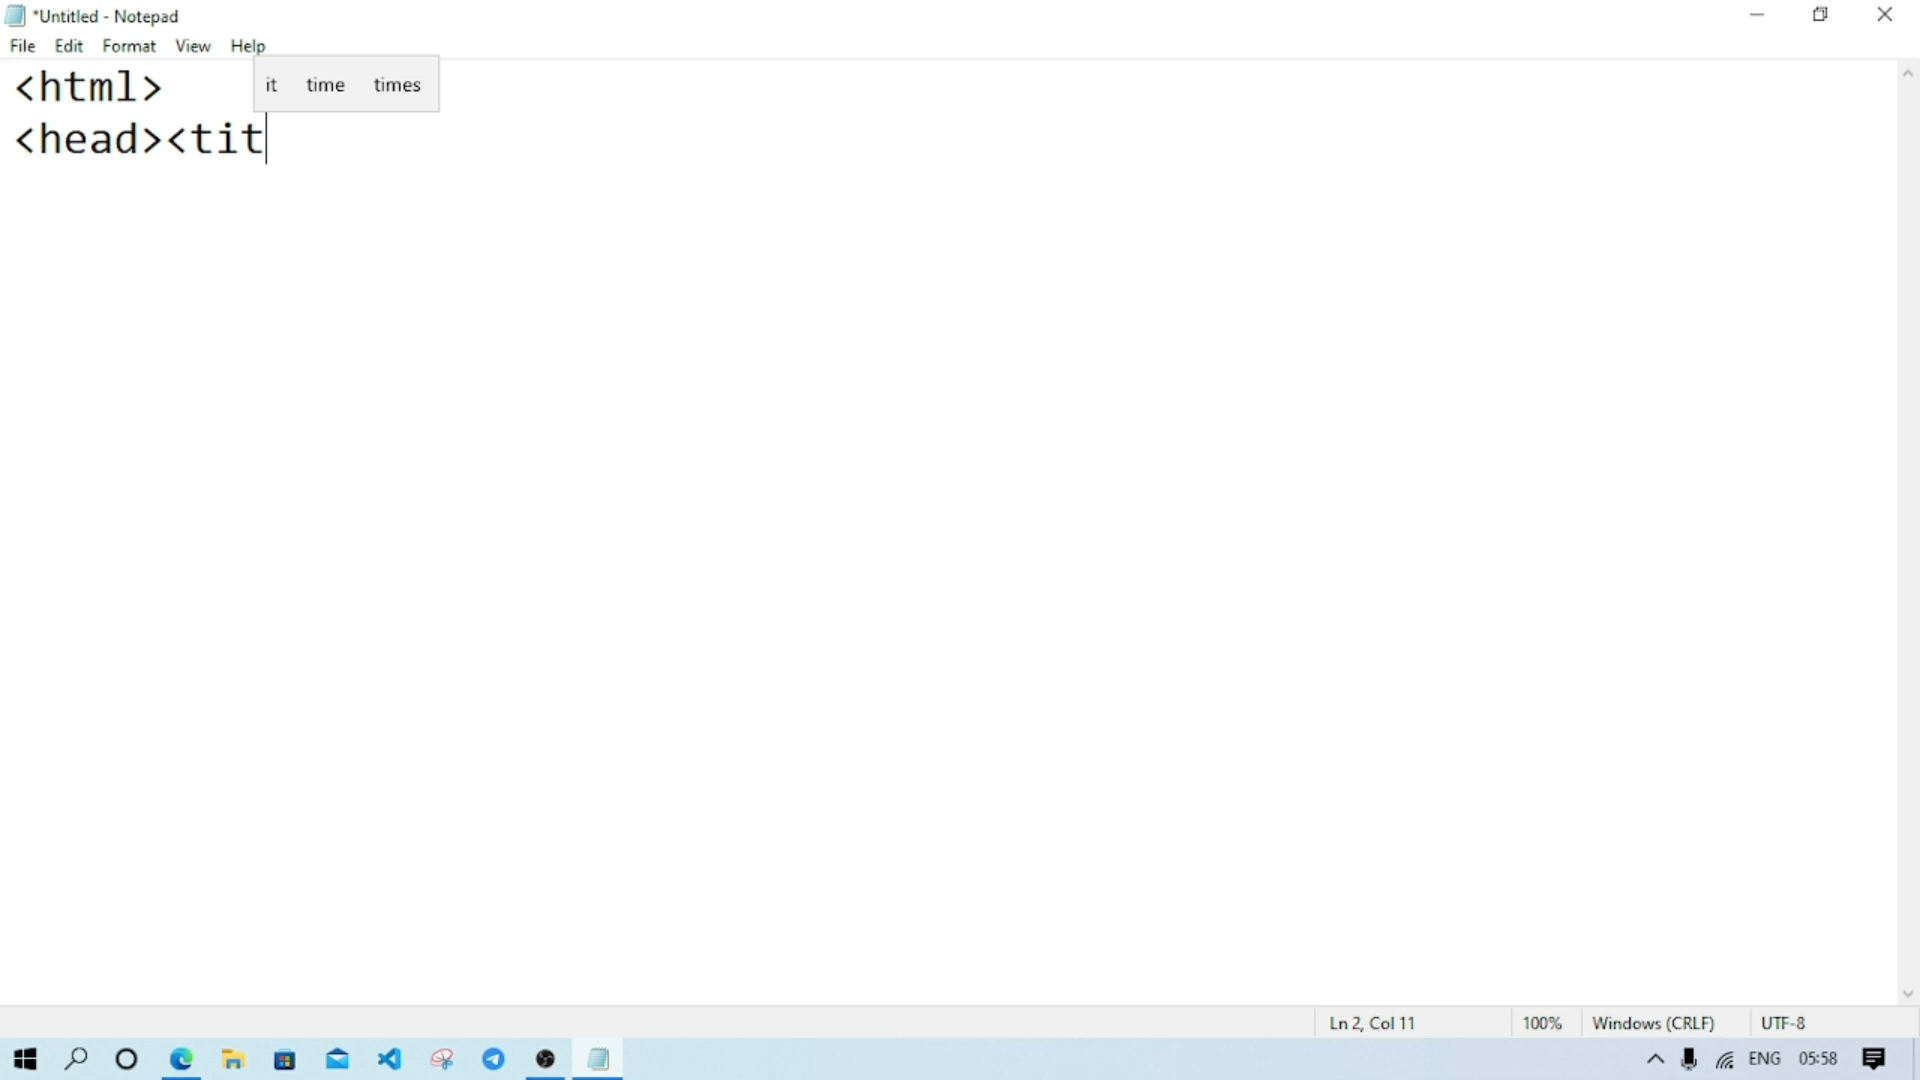 *Untitled - Notepad
File Edit Format View Help
it time times
<html>
<head><tit
Ln 2, Col 11 100% Windows (CRLF) UTF-8
ENG 05:58